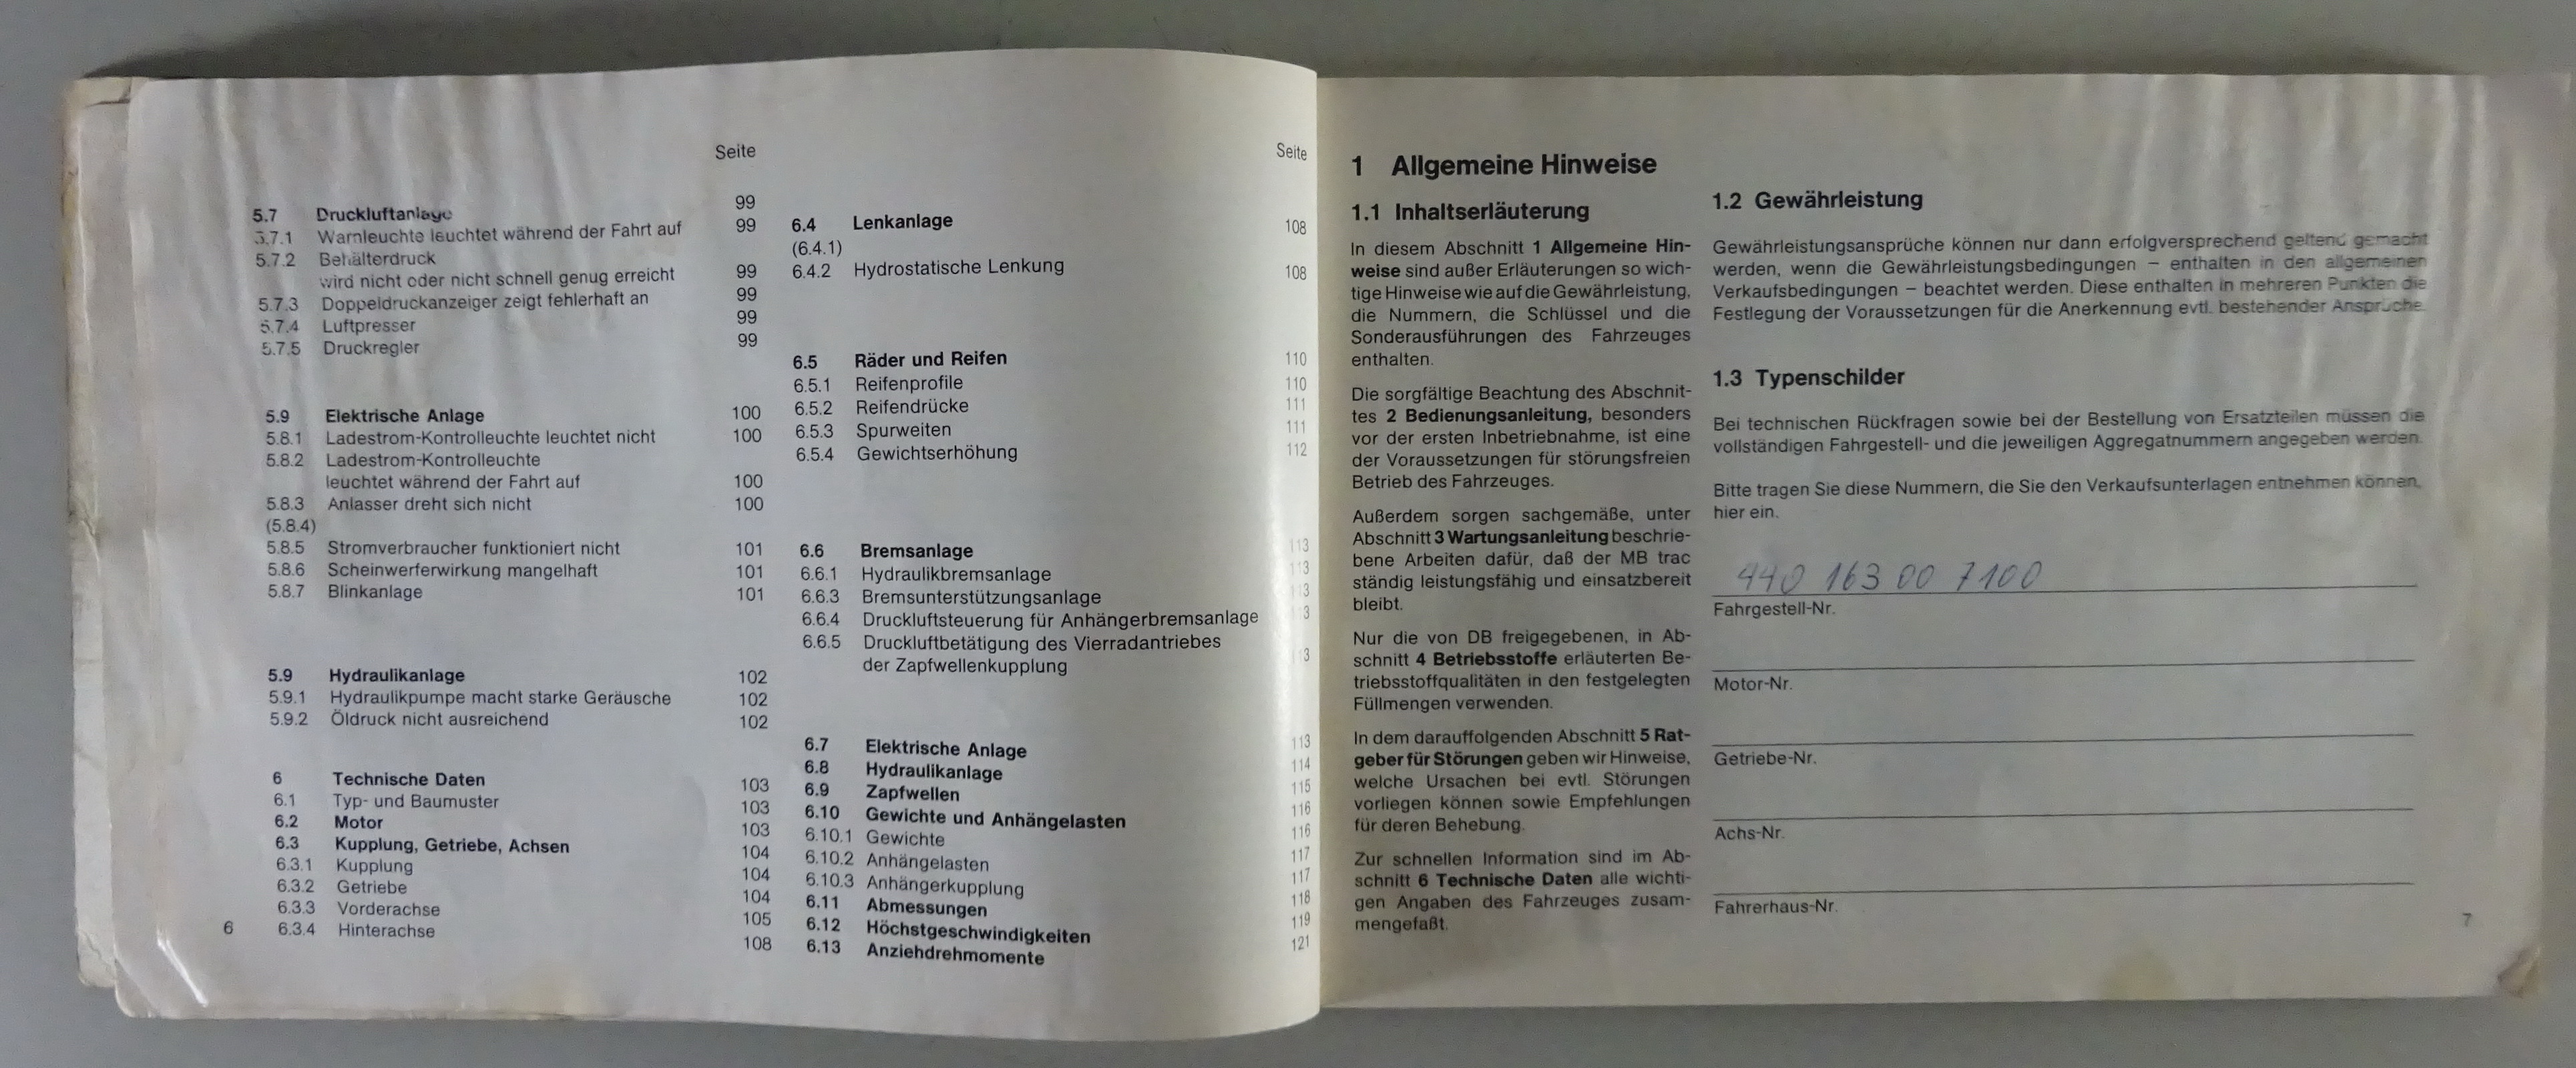 Seite
5.7 Druckluftanlage 99
5.7.1 Warnleuchte leuchtet während der Fahrt auf 99
5.7.2 Behälterdruck
wird nicht oder nicht schnell genug erreicht 99
5.7.3 Doppeldruckanzeiger zeigt fehlerhaft an 99
5.7.4 Luftpresser 99
5.7.5 Druckregler 99
5.9 Elektrische Anlage 100
5.8.1 Ladestrom-Kontrolleuchte leuchtet nicht 100
5.8.2 Ladestrom-Kontrolleuchte
leuchtet während der Fahrt auf 100
5.8.3 Anlasser dreht sich nicht 100
(5.8.4)
5.8.5 Stromverbraucher funktioniert nicht 101
5.8.6 Scheinwerferwirkung mangelhaft 101
5.8.7 Blinkanlage 101
5.9 Hydraulikanlage 102
5.9.1 Hydraulikpumpe macht starke Geräusche 102
5.9.2 Öldruck nicht ausreichend 102
6 Technische Daten 103
6.1 Typ- und Baumuster 103
6.2 Motor 103
6.3 Kupplung, Getriebe, Achsen 104
6.3.1 Kupplung 104
6.3.2 Getriebe 104
6.3.3 Vorderachse 105
6.3.4 Hinterachse 108
6
Seite
6.4 Lenkanlage 108
(6.4.1)
6.4.2 Hydrostatische Lenkung 108
6.5 Räder und Reifen 110
6.5.1 Reifenprofile 110
6.5.2 Reifendrücke 111
6.5.3 Spurweiten 111
6.5.4 Gewichtserhöhung 112
6.6 Bremsanlage 113
6.6.1 Hydraulikbremsanlage 113
6.6.3 Bremsunterstützungsanlage 113
6.6.4 Druckluftsteuerung für Anhängerbremsanlage 3
6.6.5 Druckluftbetätigung des Vierradantriebes
der Zapfwellenkupplung 3
6.7 Elektrische Anlage 113
6.8 Hydraulikanlage 114
6.9 Zapfwellen 115
6.10 Gewichte und Anhängelasten 116
6.10.1 Gewichte 116
6.10.2 Anhängelasten 117
6.10.3 Anhängerkupplung 117
6.11 Abmessungen 118
6.12 Höchstgeschwindigkeiten 119
6.13 Anziehdrehmomente 121
1 Allgemeine Hinweise
1.1 Inhaltserläuterung
In diesem Abschnitt 1 Allgemeine Hin-
weise sind außer Erläuterungen so wich-
tige Hinweise wie auf die Gewährleistung,
die Nummern, die Schlüssel und die
Sonderausführungen des Fahrzeuges
enthalten.
Die sorgfältige Beachtung des Abschnit-
tes 2 Bedienungsanleitung, besonders
vor der ersten Inbetriebnahme, ist eine
der Voraussetzungen für störungsfreien
Betrieb des Fahrzeuges.
Außerdem sorgen sachgemäße, unter
Abschnitt 3 Wartungsanleitung beschrie-
bene Arbeiten dafür, daß der MB trac
ständig leistungsfähig und einsatzbereit
bleibt.
Nur die von DB freigegebenen, in Ab-
schnitt 4 Betriebsstoffe erläuterten Be-
triebsstoffqualitäten in den festgelegten
Füllmengen verwenden.
In dem darauffolgenden Abschnitt 5 Rat-
geber für Störungen geben wir Hinweise,
welche Ursachen bei evtl. Störungen
vorliegen können sowie Empfehlungen
für deren Behebung.
Zur schnellen Information sind im Ab-
schnitt 6 Technische Daten alle wichti-
gen Angaben des Fahrzeuges zusam-
mengefaßt.
1.2 Gewährleistung
Gewährleistungsansprüche können nur dann erfolgversprechend geltend gemacht
werden, wenn die Gewährleistungsbedingungen – enthalten in den allgemeinen
Verkaufsbedingungen – beachtet werden. Diese enthalten in mehreren Punkten die
Festlegung der Voraussetzungen für die Anerkennung evtl. bestehender Ansprüche.
1.3 Typenschilder
Bei technischen Rückfragen sowie bei der Bestellung von Ersatzteilen müssen die
vollständigen Fahrgestell- und die jeweiligen Aggregatnummern angegeben werden.
Bitte tragen Sie diese Nummern, die Sie den Verkaufsunterlagen entnehmen können,
hier ein.
440 163 00 7100
Fahrgestell-Nr.
Motor-Nr.
Getriebe-Nr.
Achs-Nr.
Fahrerhaus-Nr.
7